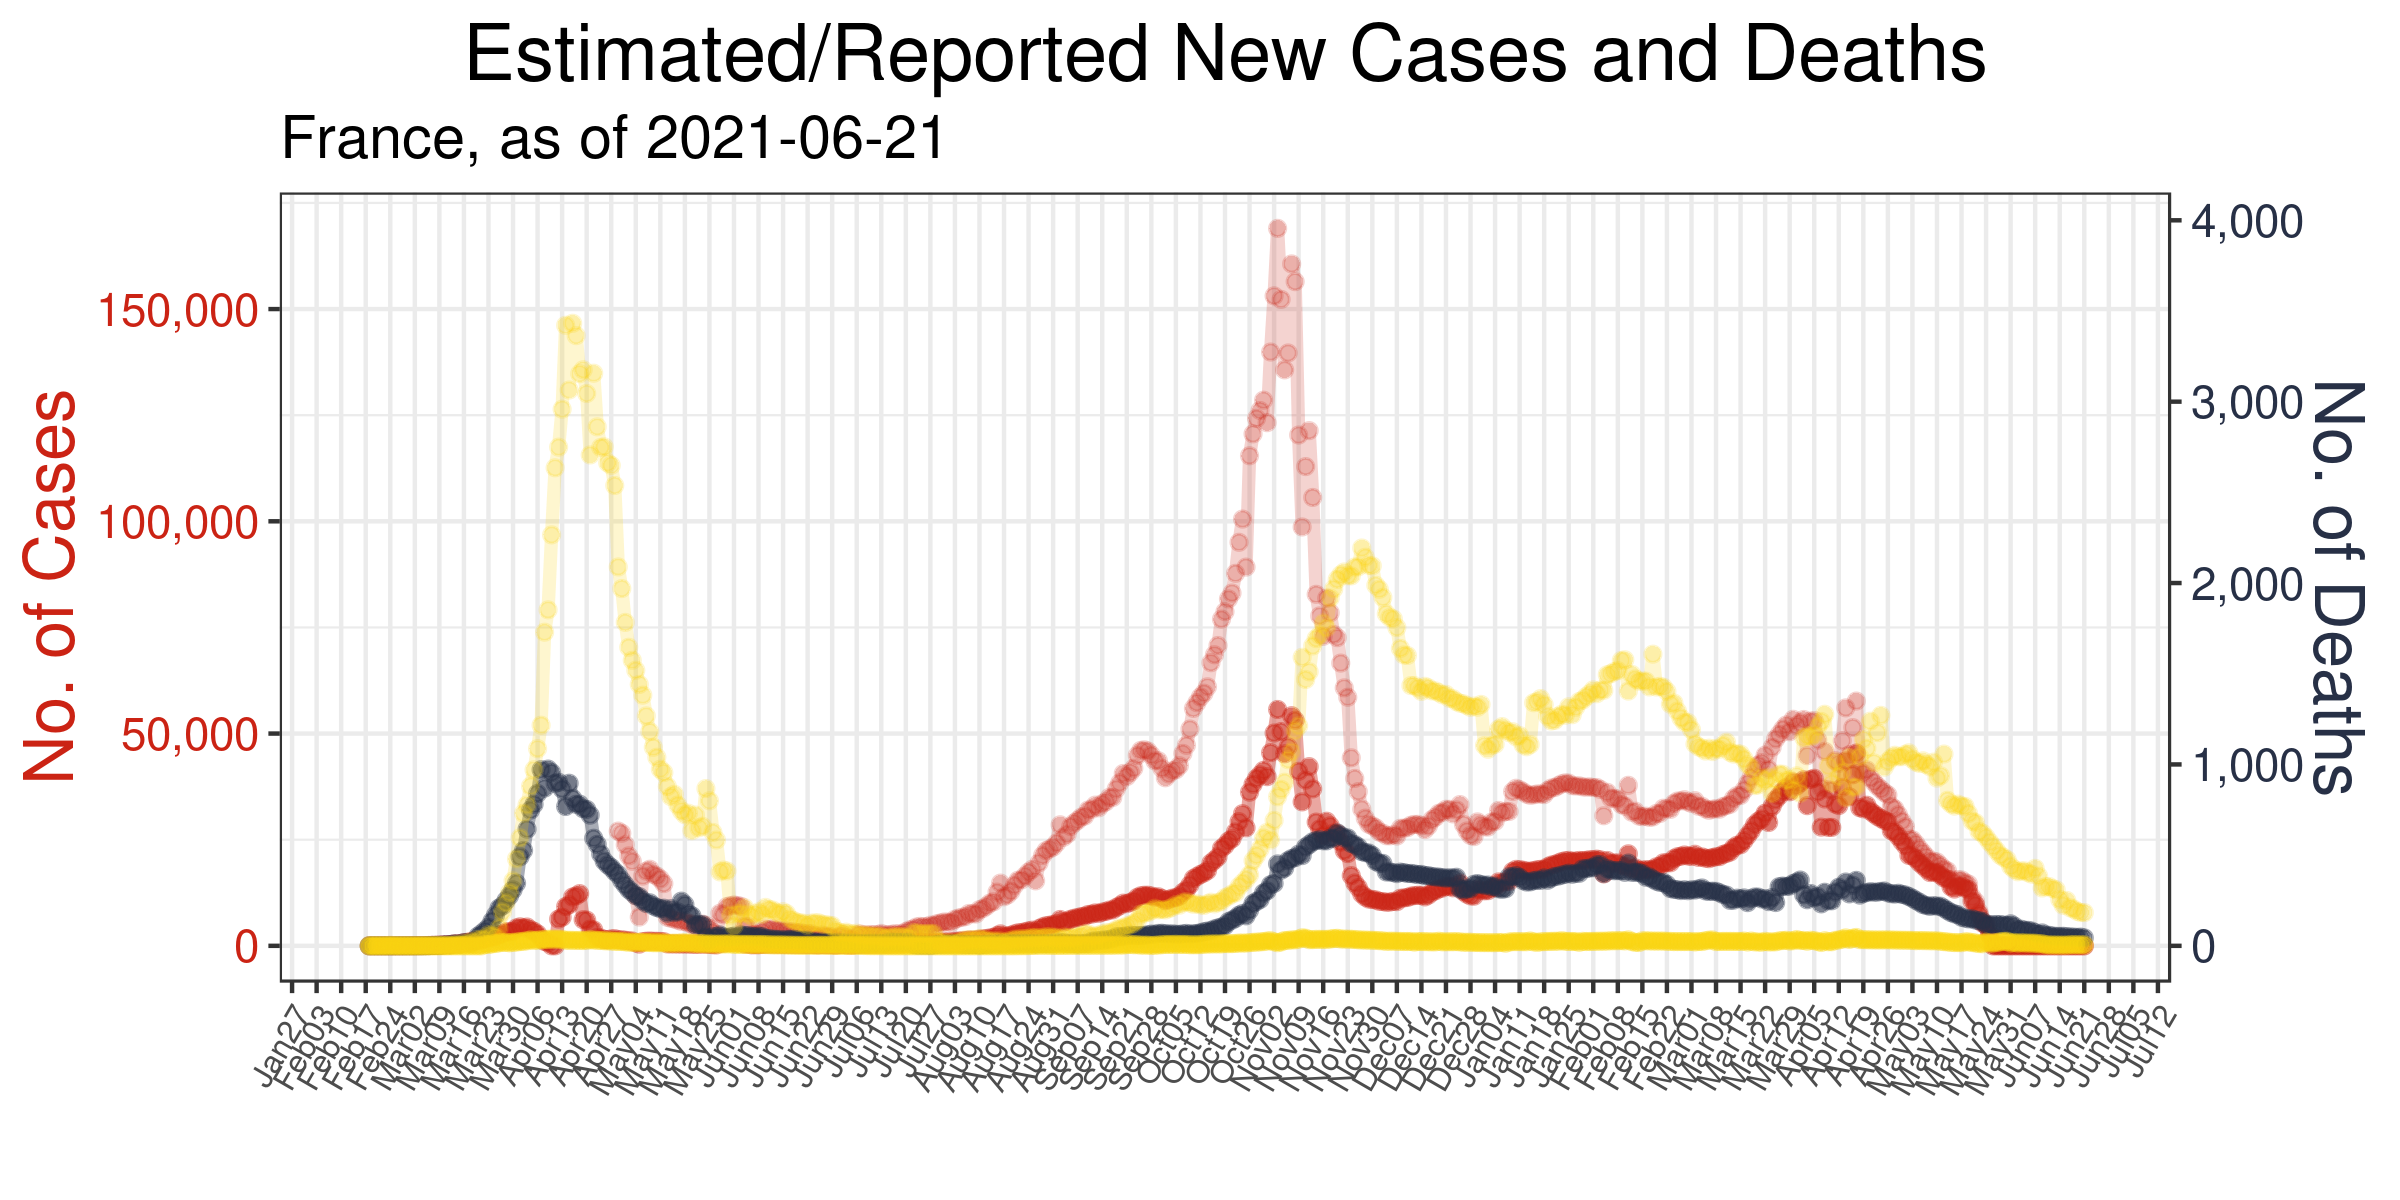 Estimated/Reported New Cases and Deaths
France, as of 2021-06-21
No. of Cases
150,000
100,000
50,000
0
4,000
3,000
2,000
1,000
0
No. of Deaths
Jan27
Feb03
Feb10
Feb17
Feb24
Mar02
Mar09
Mar16
Mar23
Mar30
Apr06
Apr13
Apr20
Apr27
May04
May11
May18
May25
Jun01
Jun08
Jun15
Jun22
Jun29
Jul06
Jul13
Jul20
Jul27
Aug03
Aug10
Aug17
Aug24
Aug31
Sep07
Sep14
Sep21
Sep28
Oct05
Oct12
Oct19
Oct26
Nov02
Nov09
Nov16
Nov23
Nov30
Dec07
Dec14
Dec21
Dec28
Jan04
Jan11
Jan18
Jan25
Feb01
Feb08
Feb15
Feb22
Mar01
Mar08
Mar15
Mar22
Mar29
Apr05
Apr12
Apr19
Apr26
May03
May10
May17
May24
May31
Jun07
Jun14
Jun21
Jun28
Jul05
Jul12